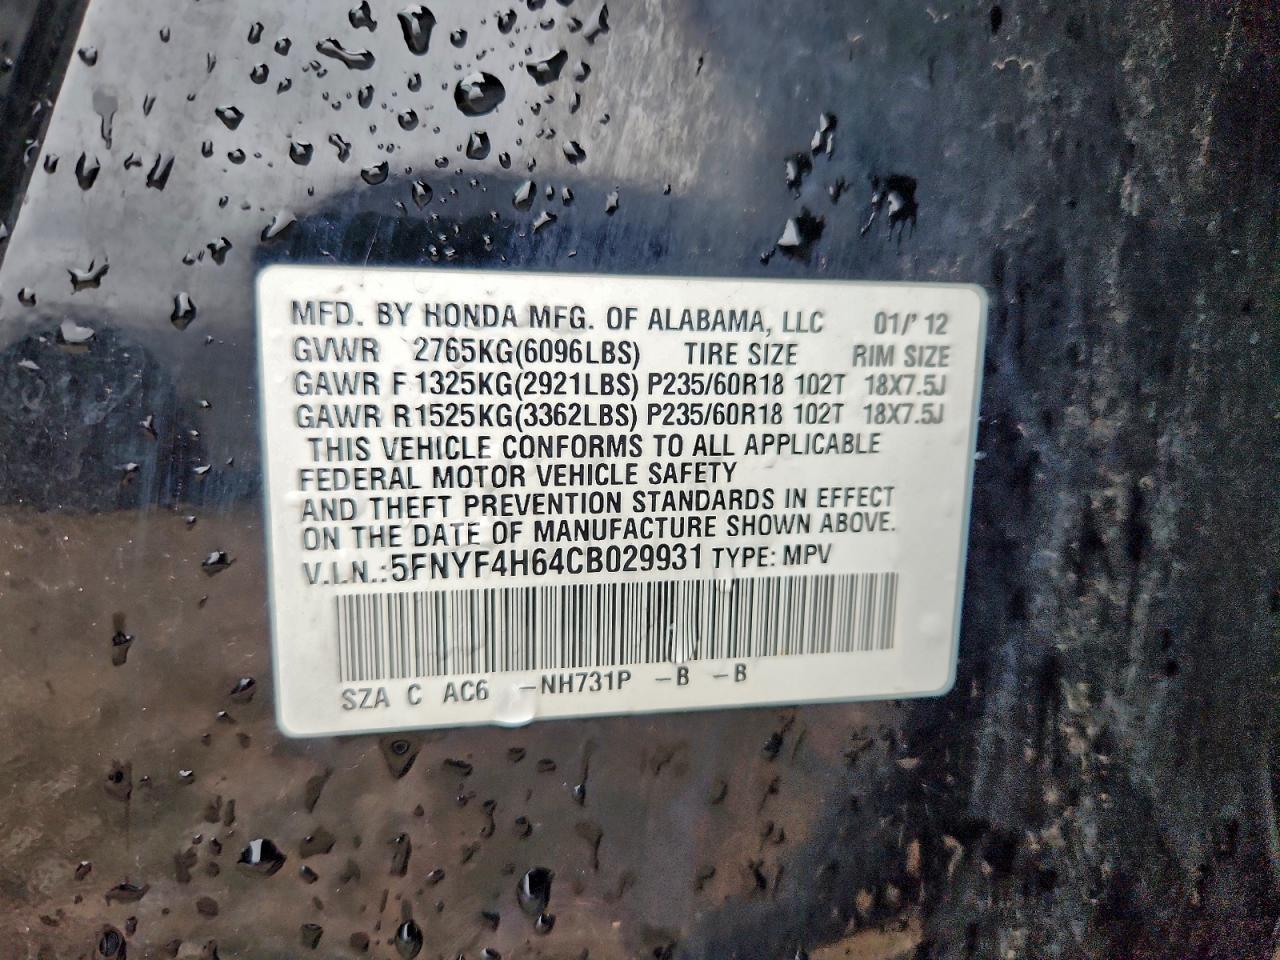 MFD. BY HONDA MFG. OF ALABAMA, LLC 01/' 12
GVWR 2765KG(6096LBS) TIRE SIZE RIM SIZE
GAWR F 1325KG(2921LBS) P235/60R18 102T 18X7.5J
GAWR R1525KG(3362LBS) P235/60R18 102T 18X7.5J
THIS VEHICLE CONFORMS TO ALL APPLICABLE
FEDERAL MOTOR VEHICLE SAFETY
AND THEFT PREVENTION STANDARDS IN EFFECT
ON THE DATE OF MANUFACTURE SHOWN ABOVE.
V.I.N.:5FNYF4H64CB029931 TYPE: MPV
SZA C AC6 -NH731P -B -B